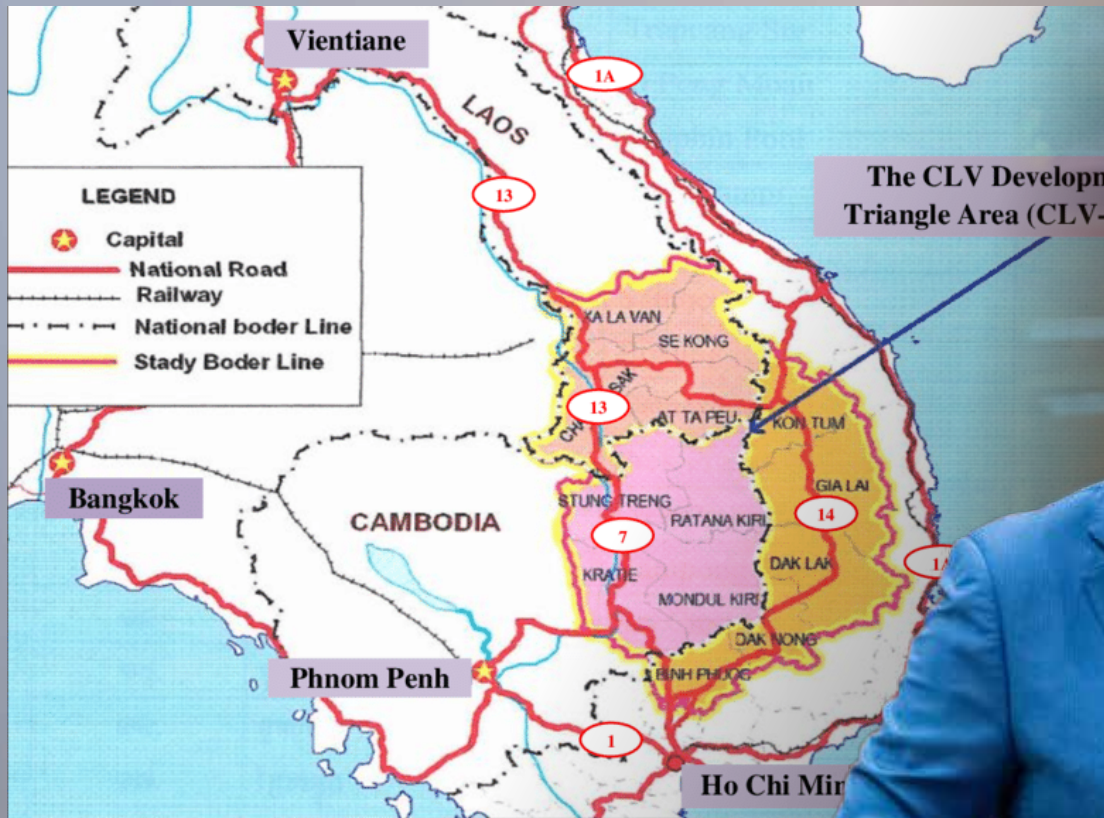 Vientiane
1A
LAOS
13
The CLV Developm
Triangle Area (CLV-
LEGEND
Capital
National Road
Railway
National boder Line
Stady Boder Line
XA LA VAN
SE KONG
SAK
CHA
13
AT TA PEU
KON TUM
Bangkok
STUNG TRENG
GIA LAI
CAMBODIA
RATANA KIRI
14
7
KRATIE
DAK LAK
1A
MONDUL KIRI
DAK NONG
Phnom Penh
BINH PHUOC
1
Ho Chi Min